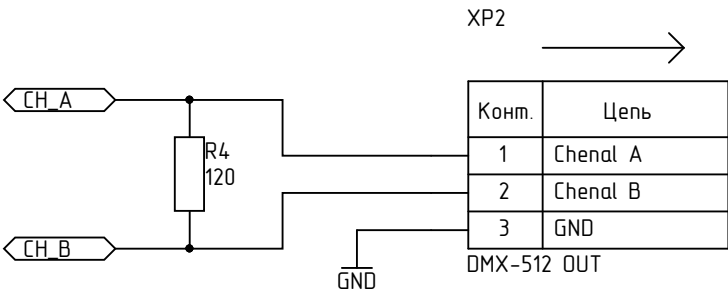 XP2
CH_A
Конт. Цепь
R4
120
1 Chenal A
2 Chenal B
3 GND
CH_B
DMX-512 OUT
GND